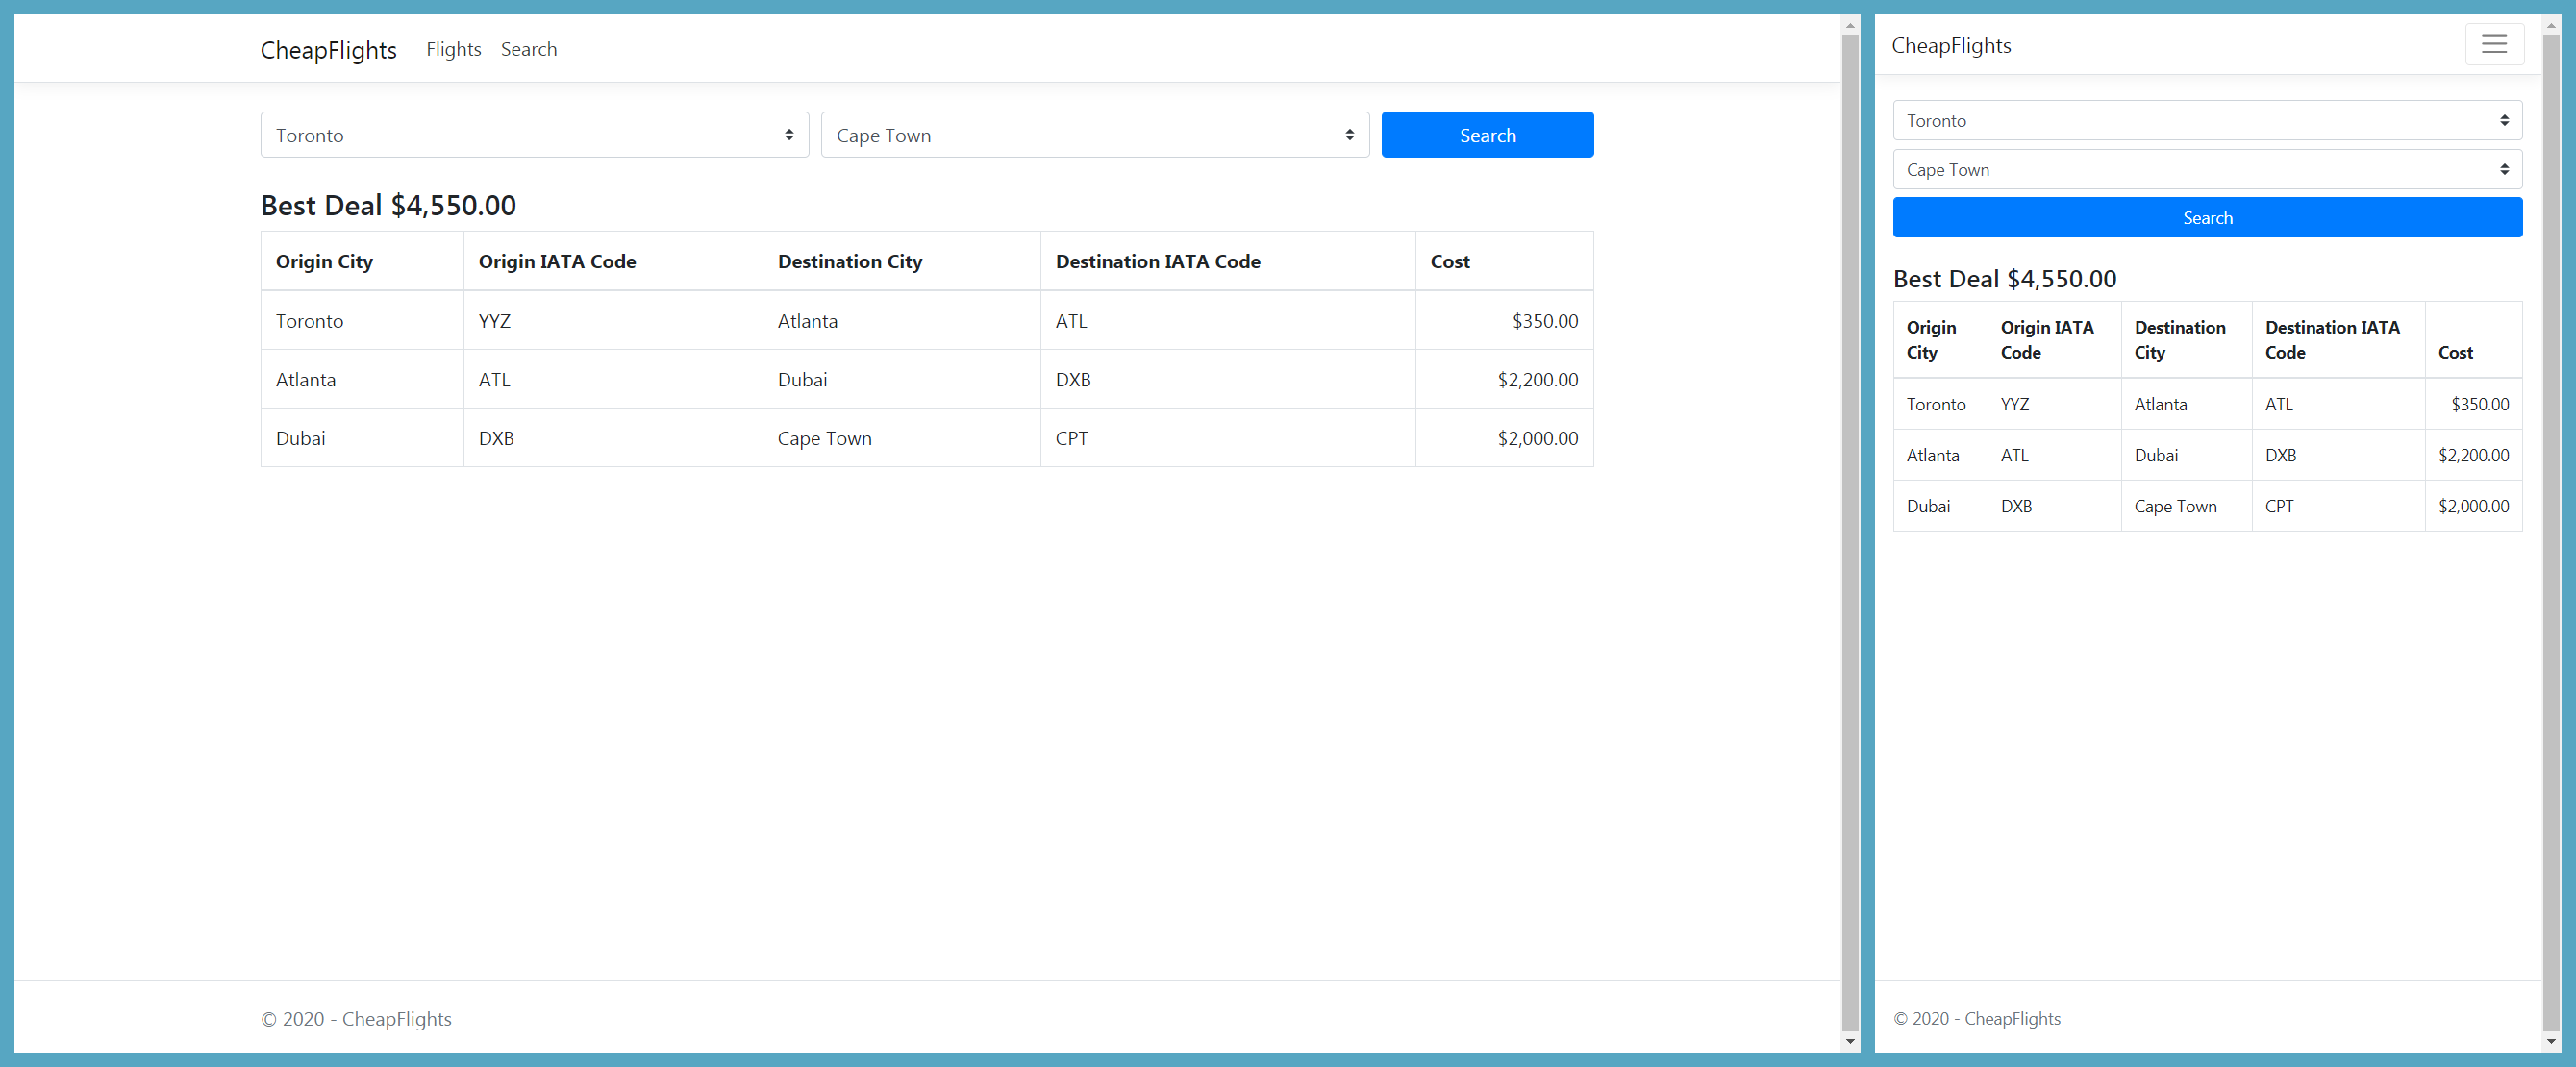 CheapFlights Flights Search
Toronto Cape Town Search
Best Deal $4,550.00
Origin City Origin IATA Code Destination City Destination IATA Code Cost
Toronto YYZ Atlanta ATL $350.00
Atlanta ATL Dubai DXB $2,200.00
Dubai DXB Cape Town CPT $2,000.00
© 2020 - CheapFlights
CheapFlights
Toronto
Cape Town
Search
Best Deal $4,550.00
Origin City Origin IATA Code Destination City Destination IATA Code Cost
Toronto YYZ Atlanta ATL $350.00
Atlanta ATL Dubai DXB $2,200.00
Dubai DXB Cape Town CPT $2,000.00
© 2020 - CheapFlights